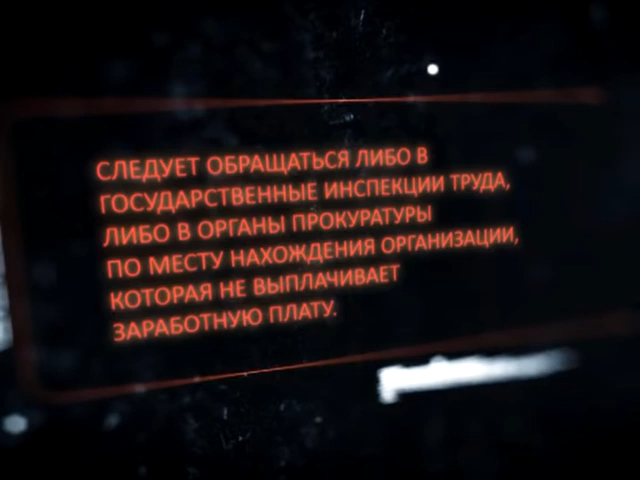 СЛЕДУЕТ ОБРАЩАТЬСЯ ЛИБО В
ГОСУДАРСТВЕННЫЕ ИНСПЕКЦИИ ТРУДА,
ЛИБО В ОРГАНЫ ПРОКУРАТУРЫ
ПО МЕСТУ НАХОЖДЕНИЯ ОРГАНИЗАЦИИ,
КОТОРАЯ НЕ ВЫПЛАЧИВАЕТ
ЗАРАБОТНУЮ ПЛАТУ.